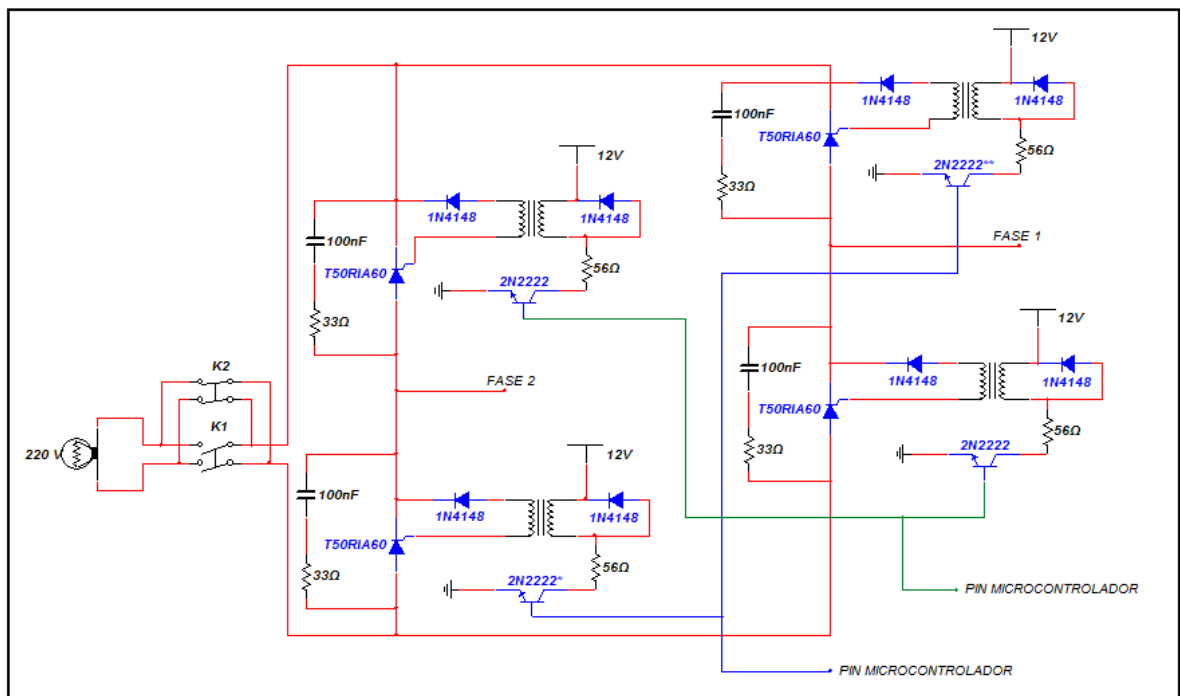 12V
1N4148
1N4148
100nF
T50RIA60
33Ω
2N2222**
56Ω
FASE 1
12V
1N4148
1N4148
100nF
T50RIA60
33Ω
2N2222
56Ω
FASE 2
12V
1N4148
1N4148
100nF
T50RIA60
33Ω
2N2222
56Ω
K2
K1
220 V
12V
1N4148
1N4148
100nF
T50RIA60
33Ω
2N2222*
56Ω
PIN MICROCONTROLADOR
PIN MICROCONTROLADOR